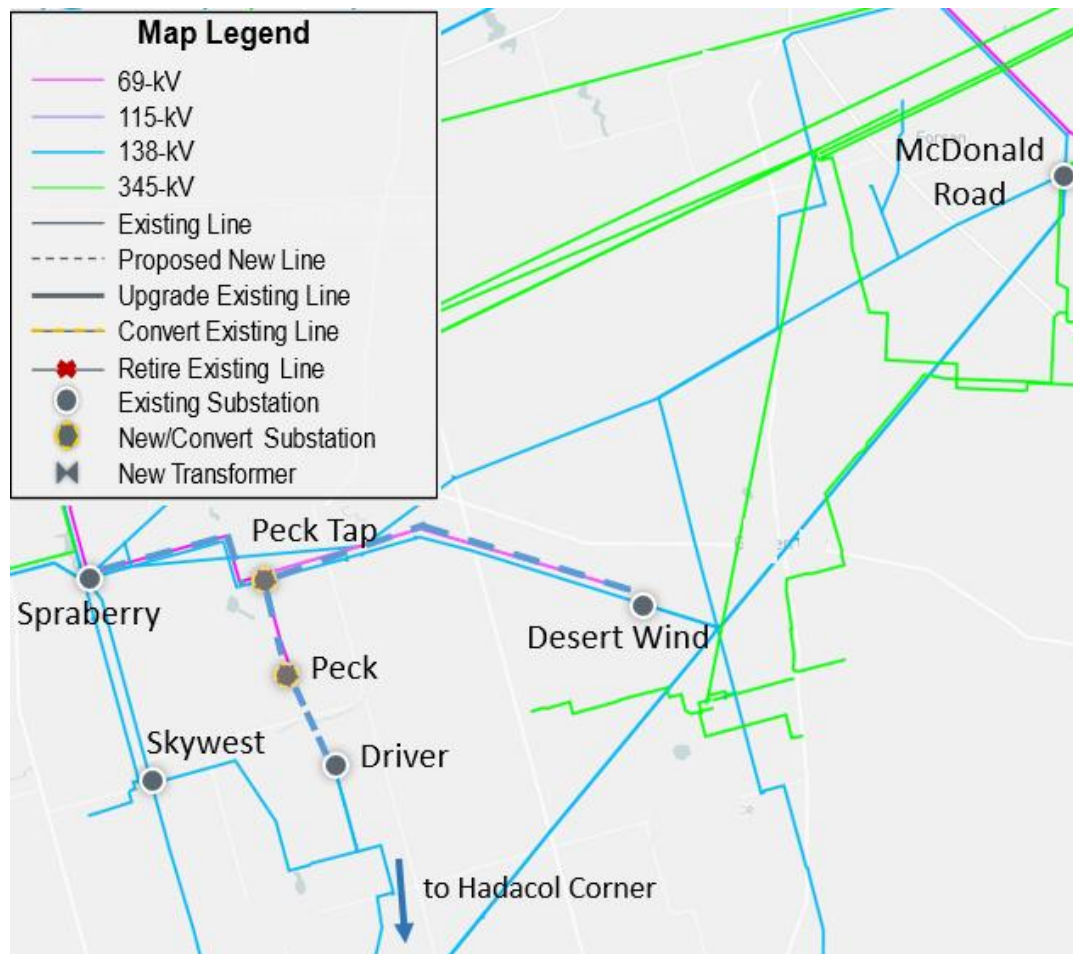 Map Legend
69-kV
115-kV
138-kV
345-kV
Existing Line
Proposed New Line
Upgrade Existing Line
Convert Existing Line
Retire Existing Line
Existing Substation
New/Convert Substation
New Transformer
Forsan
McDonald
Road
Peck Tap
Spraberry
Desert Wind
Peck
Skywest
Driver
to Hadacol Corner